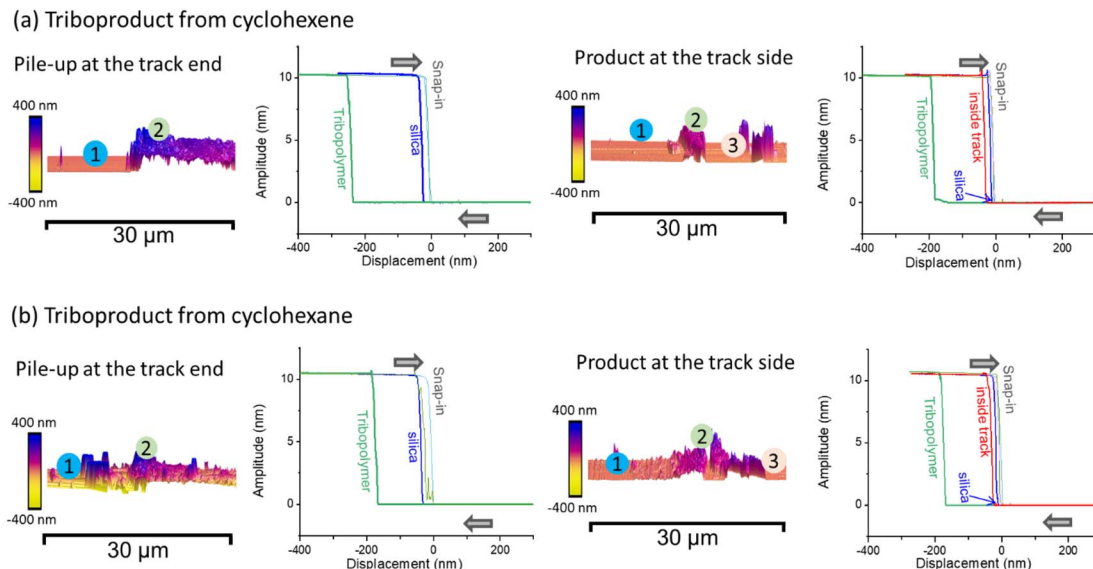 (a) Triboproduct from cyclohexene
Pile-up at the track end
400 nm
-400 nm
1
2
30 µm
Amplitude (nm)
10
5
0
-400
-200
0
200
Displacement (nm)
Tribopolymer
silica
Snap-in
Product at the track side
400 nm
-400 nm
1
2
3
30 µm
Amplitude (nm)
10
5
0
-400
-200
0
200
Displacement (nm)
Tribopolymer
silica
inside track
Snap-in
(b) Triboproduct from cyclohexane
Pile-up at the track end
400 nm
-400 nm
1
2
30 µm
Amplitude (nm)
10
5
0
-400
-200
0
200
Displacement (nm)
Tribopolymer
silica
Snap-in
Product at the track side
400 nm
-400 nm
1
2
3
30 µm
Amplitude (nm)
10
5
0
-400
-200
0
200
Displacement (nm)
Tribopolymer
silica
inside track
Snap-in